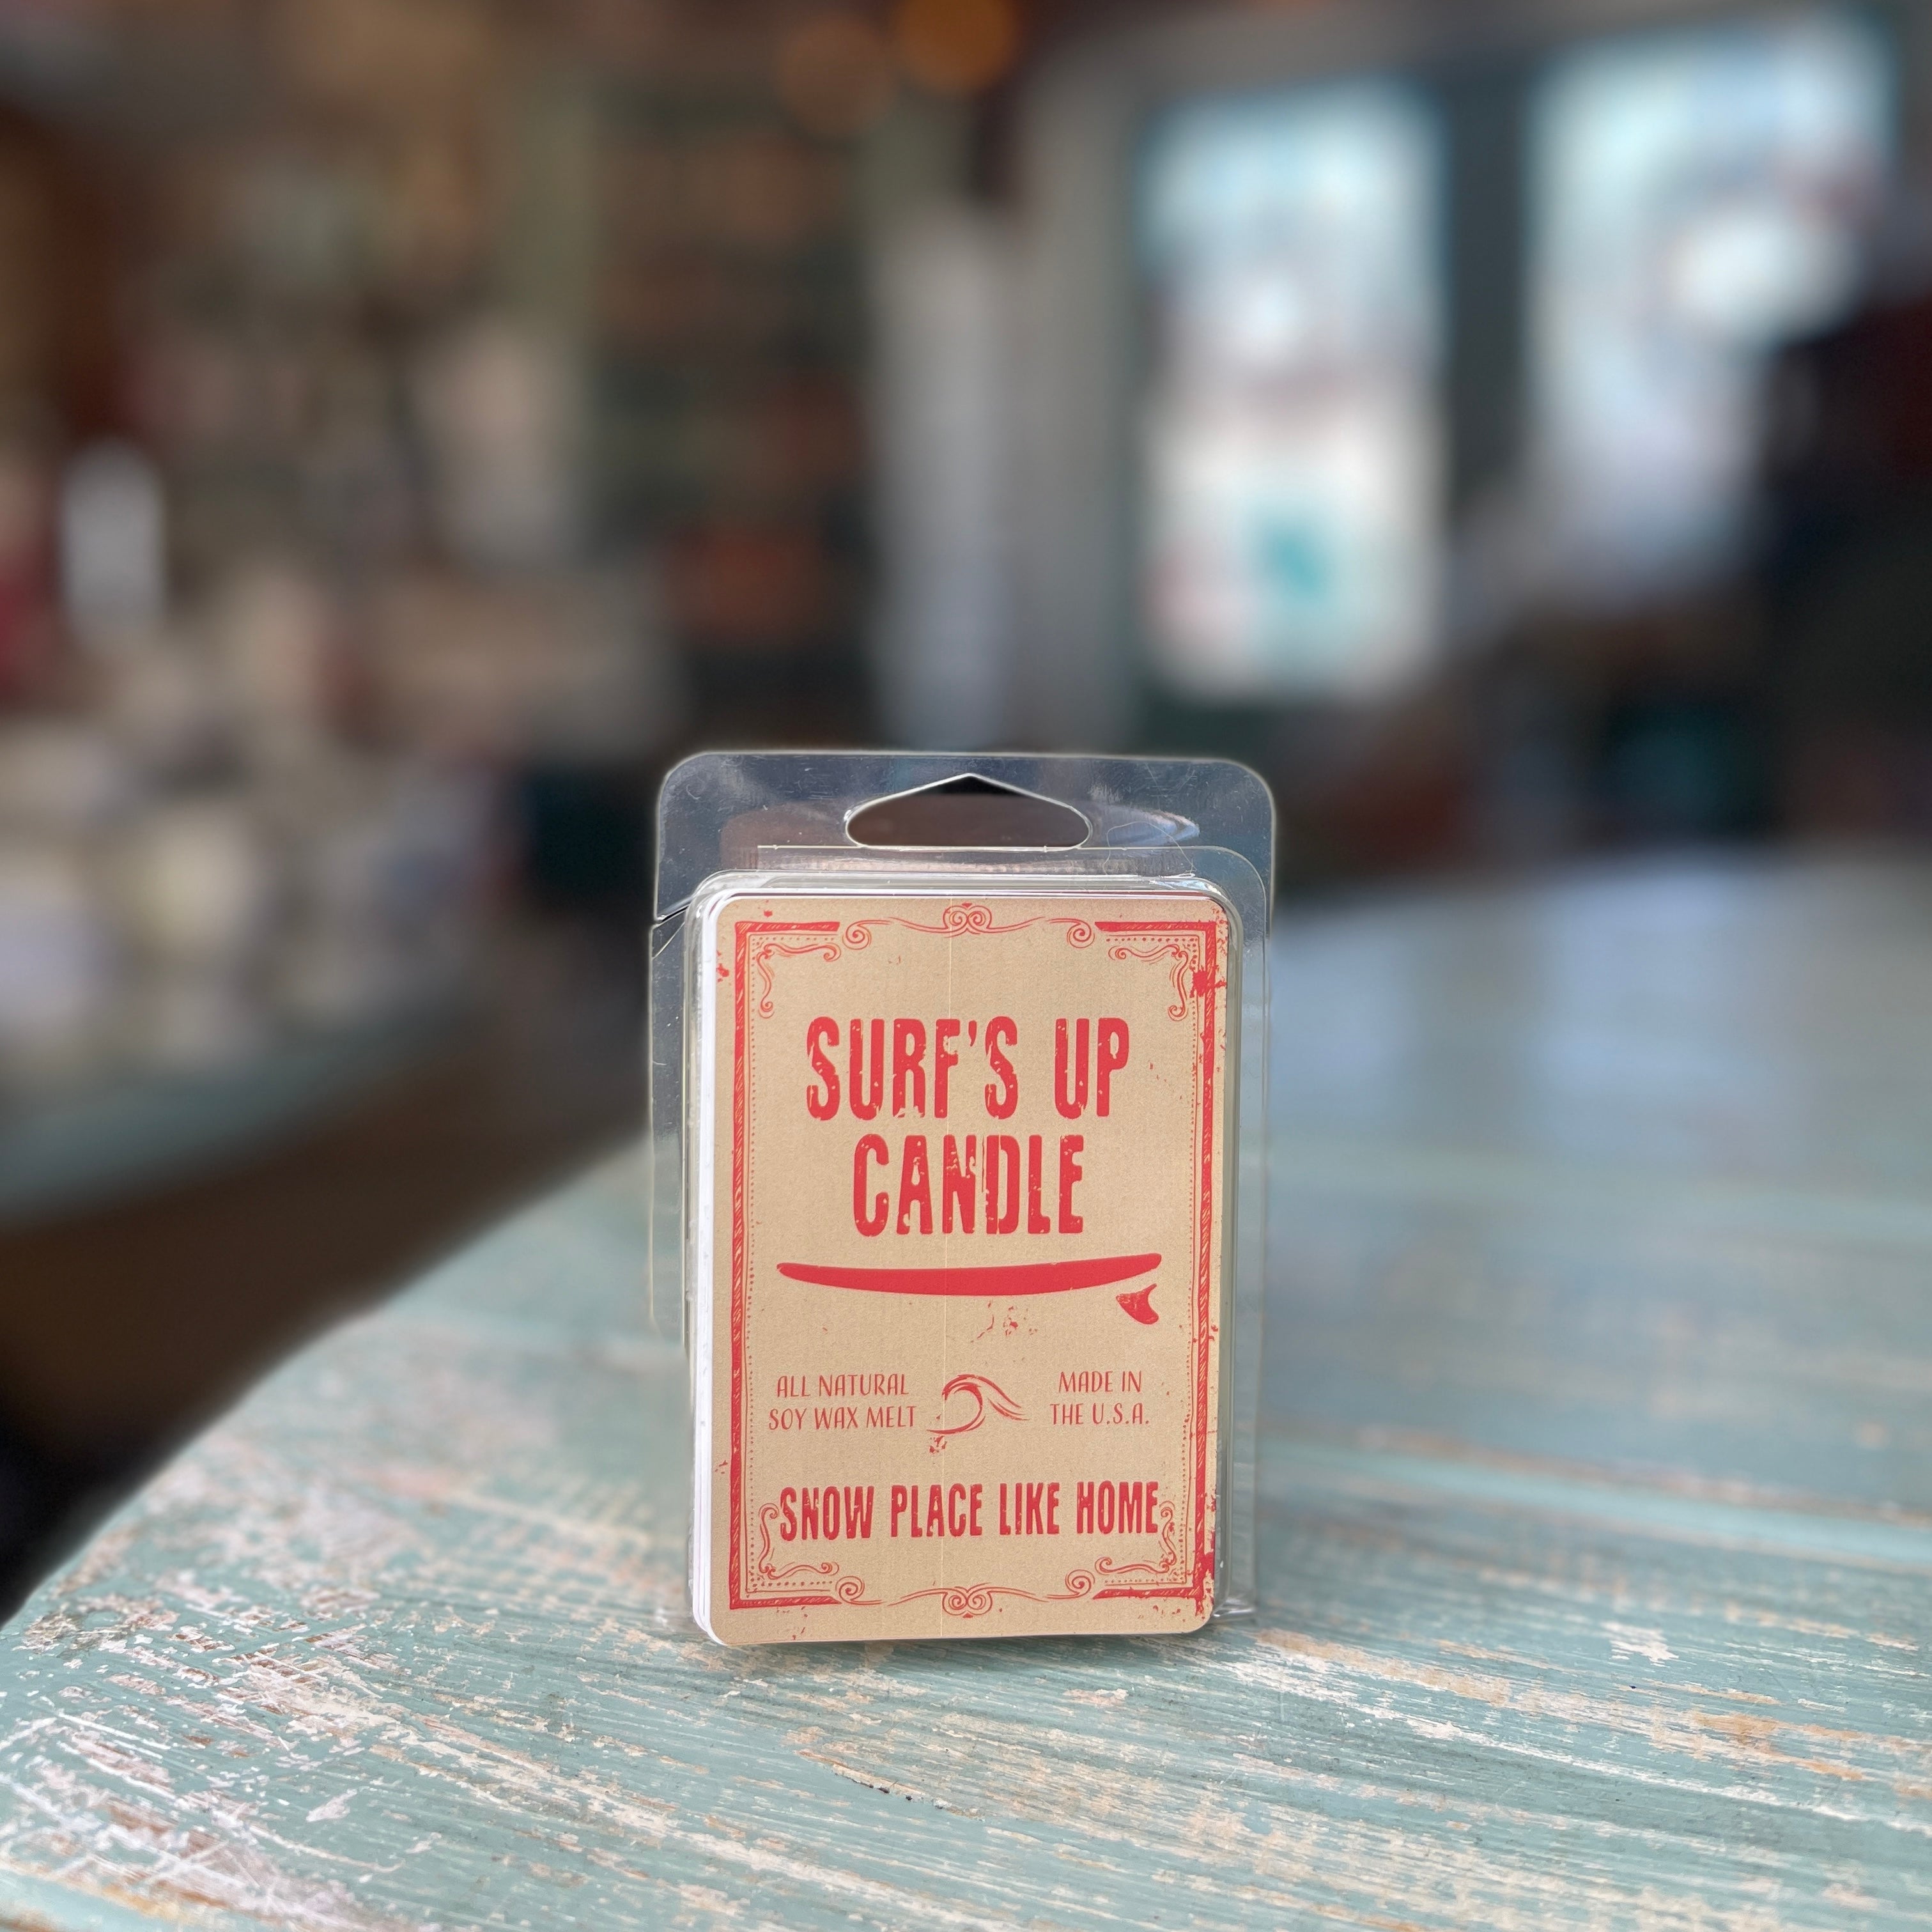 SURF'S UP
CANDLE
ALL NATURAL
SOY WAX MELT
MADE IN
THE U.S.A.
SNOW PLACE LIKE HOME